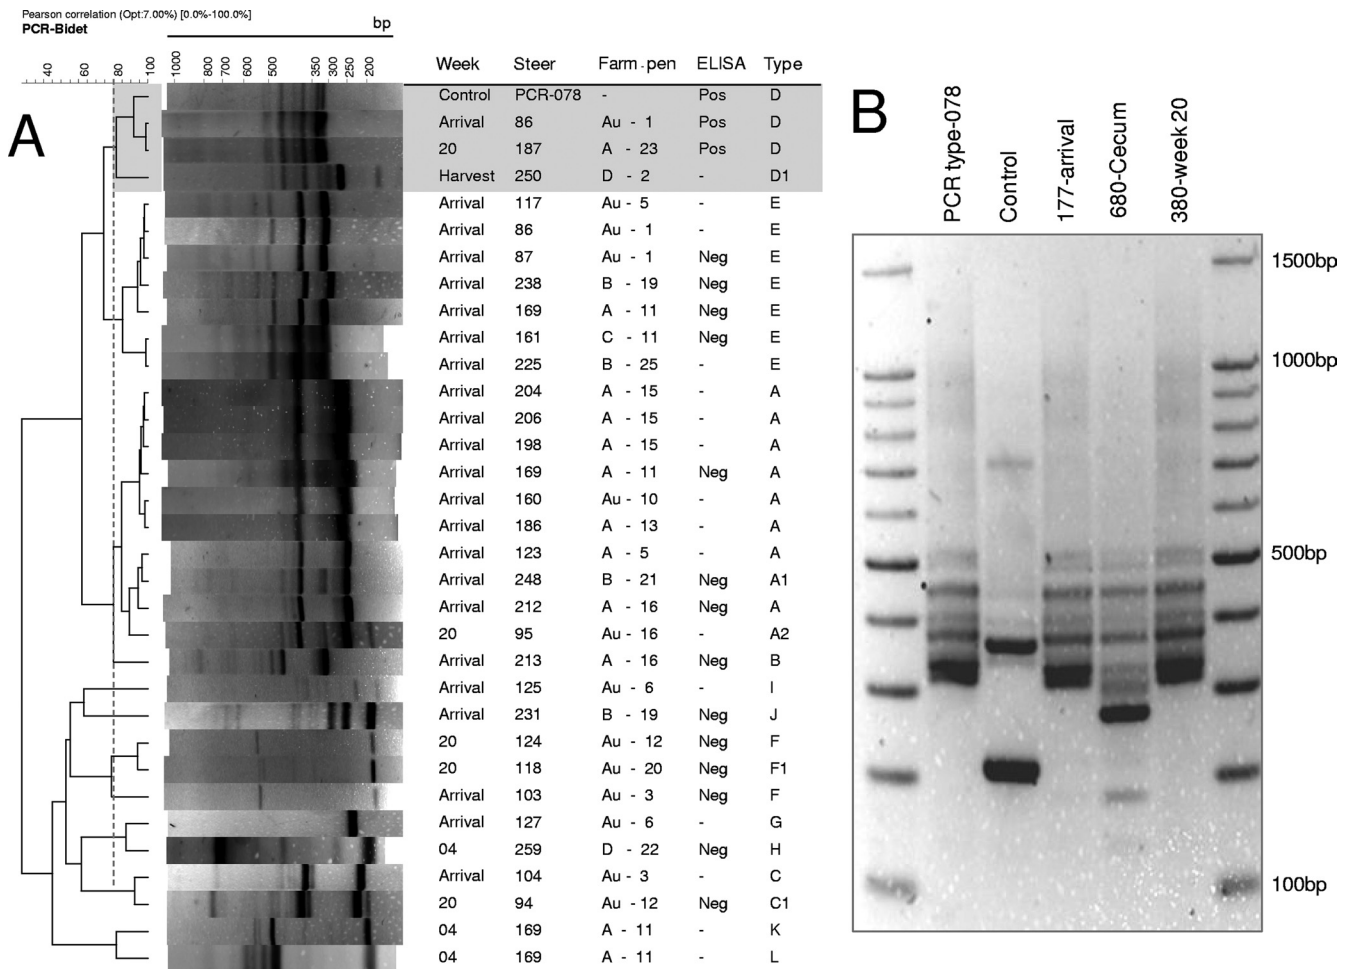 Pearson correlation (Opt:7.00%) [0.0%-100.0%]
PCR-Bidet
bp
40 60 80 100 1000 800 700 600 500 350 300 250 200
Week Steer Farm - pen ELISA Type
A
Control PCR-078 - Pos D
Arrival 86 Au - 1 Pos D
20 187 A - 23 Pos D
Harvest 250 D - 2 - D1
Arrival 117 Au - 5 - E
Arrival 86 Au - 1 - E
Arrival 87 Au - 1 Neg E
Arrival 238 B - 19 Neg E
Arrival 169 A - 11 Neg E
Arrival 161 C - 11 Neg E
Arrival 225 B - 25 - E
Arrival 204 A - 15 - A
Arrival 206 A - 15 - A
Arrival 198 A - 15 - A
Arrival 169 A - 11 Neg A
Arrival 160 Au - 10 - A
Arrival 186 A - 13 - A
Arrival 123 A - 5 - A
Arrival 248 B - 21 Neg A1
Arrival 212 A - 16 Neg A
20 95 Au - 16 - A2
Arrival 213 A - 16 Neg B
Arrival 125 Au - 6 - I
Arrival 231 B - 19 Neg J
20 124 Au - 12 Neg F
20 118 Au - 20 Neg F1
Arrival 103 Au - 3 Neg F
Arrival 127 Au - 6 - G
04 259 D - 22 Neg H
Arrival 104 Au - 3 - C
20 94 Au - 12 Neg C1
04 169 A - 11 - K
04 169 A - 11 - L
B
PCR type-078
Control
177-arrival
680-Cecum
380-week 20
1500bp
1000bp
500bp
100bp